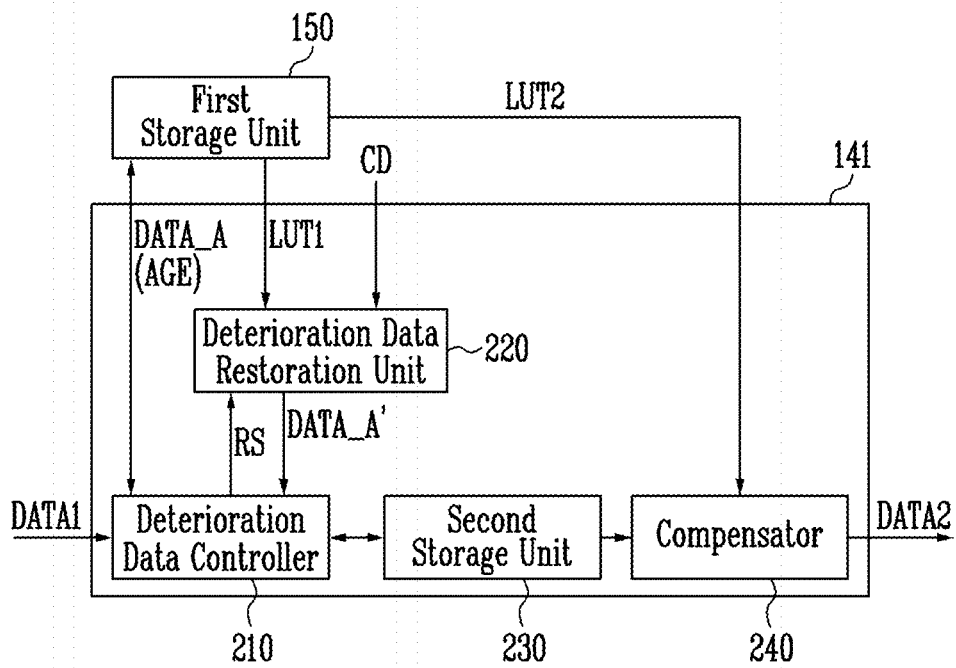 150
First
Storage Unit
LUT2
CD
141
DATA_A
(AGE)
LUT1
Deterioration Data
Restoration Unit
220
RS
DATA_A'
DATA1
Deterioration
Data Controller
Second
Storage Unit
Compensator
DATA2
210
230
240